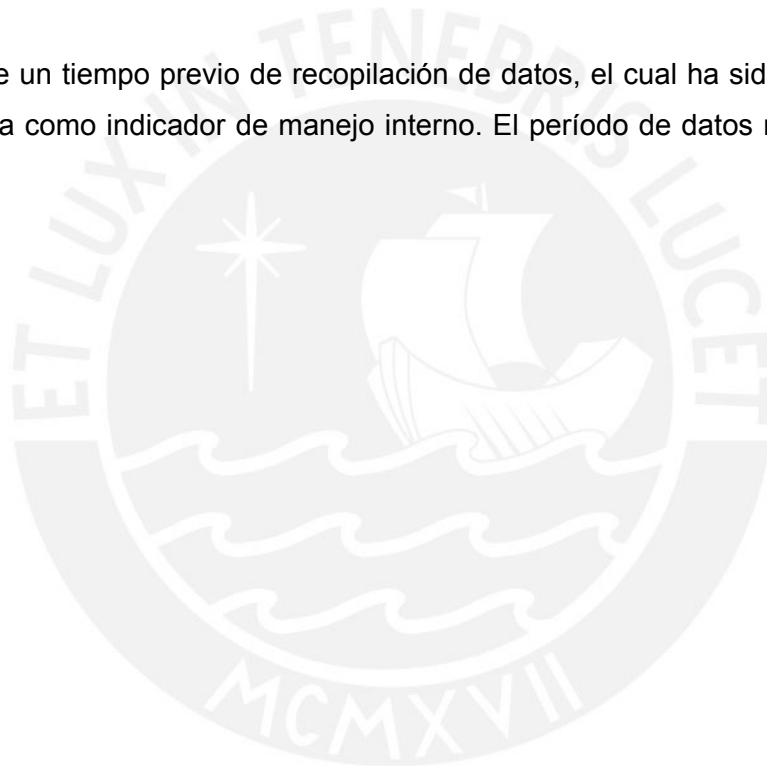 e un tiempo previo de recopilación de datos, el cual ha sid
a como indicador de manejo interno. El período de datos
ET LUX IN TENEBRIS LUCET
MCMXVII